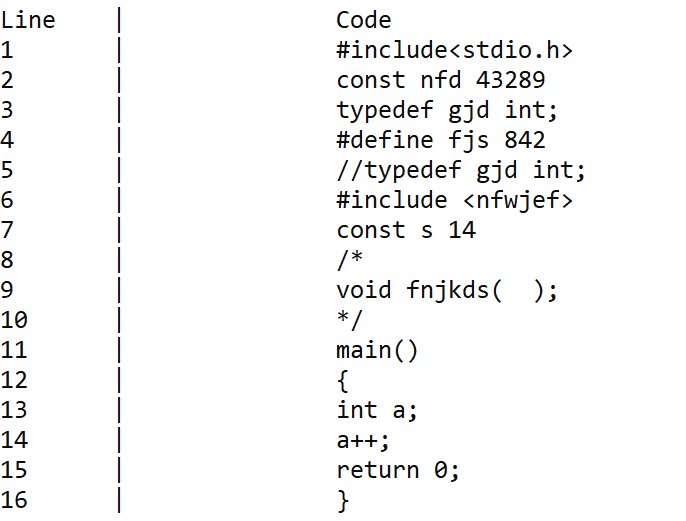 Line | Code
1 | #include<stdio.h>
2 | const nfd 43289
3 | typedef gjd int;
4 | #define fjs 842
5 | //typedef gjd int;
6 | #include <nfwjef>
7 | const s 14
8 | /*
9 | void fnjkds(  );
10 | */
11 | main()
12 | {
13 | int a;
14 | a++;
15 | return 0;
16 | }